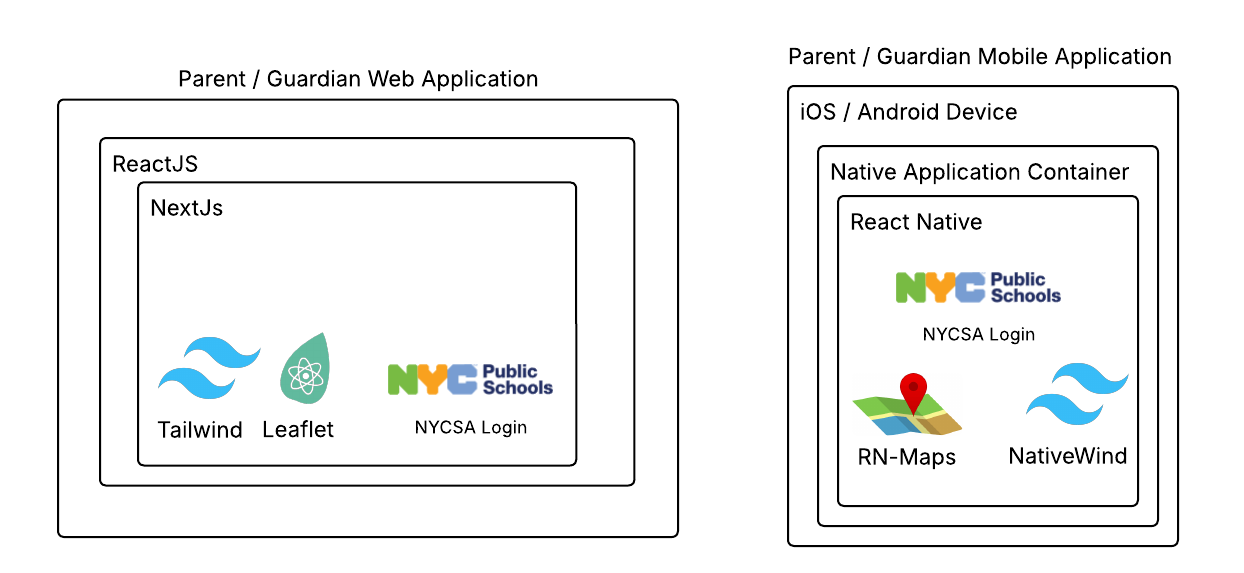 Parent / Guardian Web Application
ReactJS
NextJs
Tailwind
Leaflet
NYC Public
Schools
NYCSA Login
Parent / Guardian Mobile Application
iOS / Android Device
Native Application Container
React Native
NYC Public
Schools
NYCSA Login
RN-Maps
NativeWind